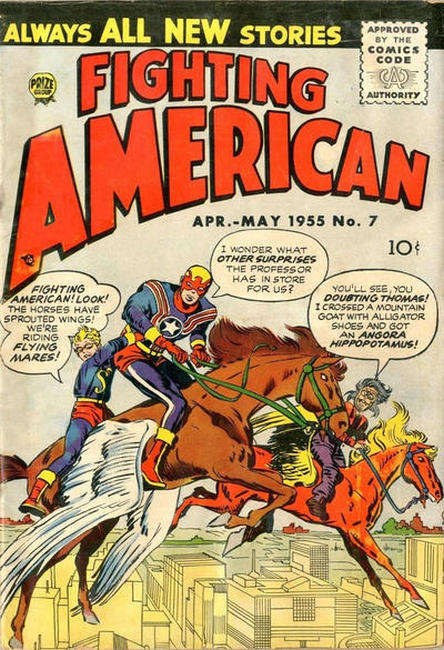 ALWAYS ALL NEW STORIES
APPROVED
BY THE
COMICS
CODE
CA
AUTHORITY
PRIZE
GROUP
FIGHTING
AMERICAN
APR.-MAY 1955 No. 7
10¢
I WONDER WHAT
OTHER SURPRISES
THE PROFESSOR
HAS IN STORE
FOR US?
FIGHTING
AMERICAN! LOOK!
THE HORSES HAVE
SPROUTED WINGS!
WE'RE
RIDING
FLYING
MARES!
YOU'LL SEE, YOU
DOUBTING THOMAS! I
CROSSED A MOUNTAIN
GOAT WITH ALLIGATOR
SHOES AND GOT
AN ANGORA
HIPPOPOTAMUS!